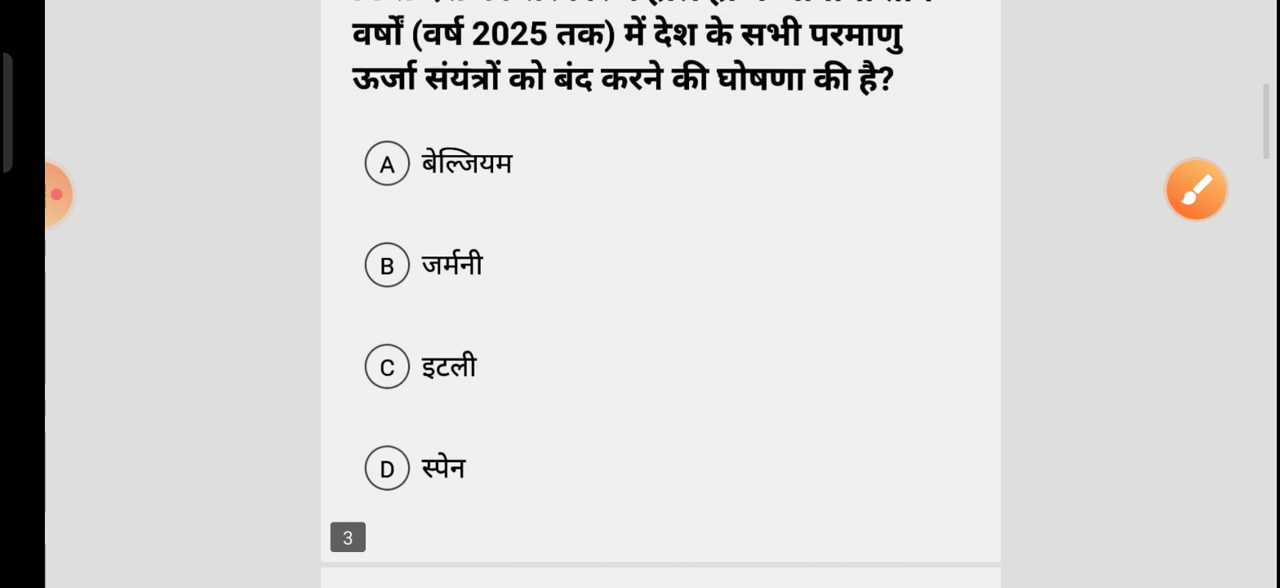 वर्षों (वर्ष 2025 तक) में देश के सभी परमाणु
ऊर्जा संयंत्रों को बंद करने की घोषणा की है?
A बेल्जियम
B जर्मनी
C इटली
D स्पेन
3